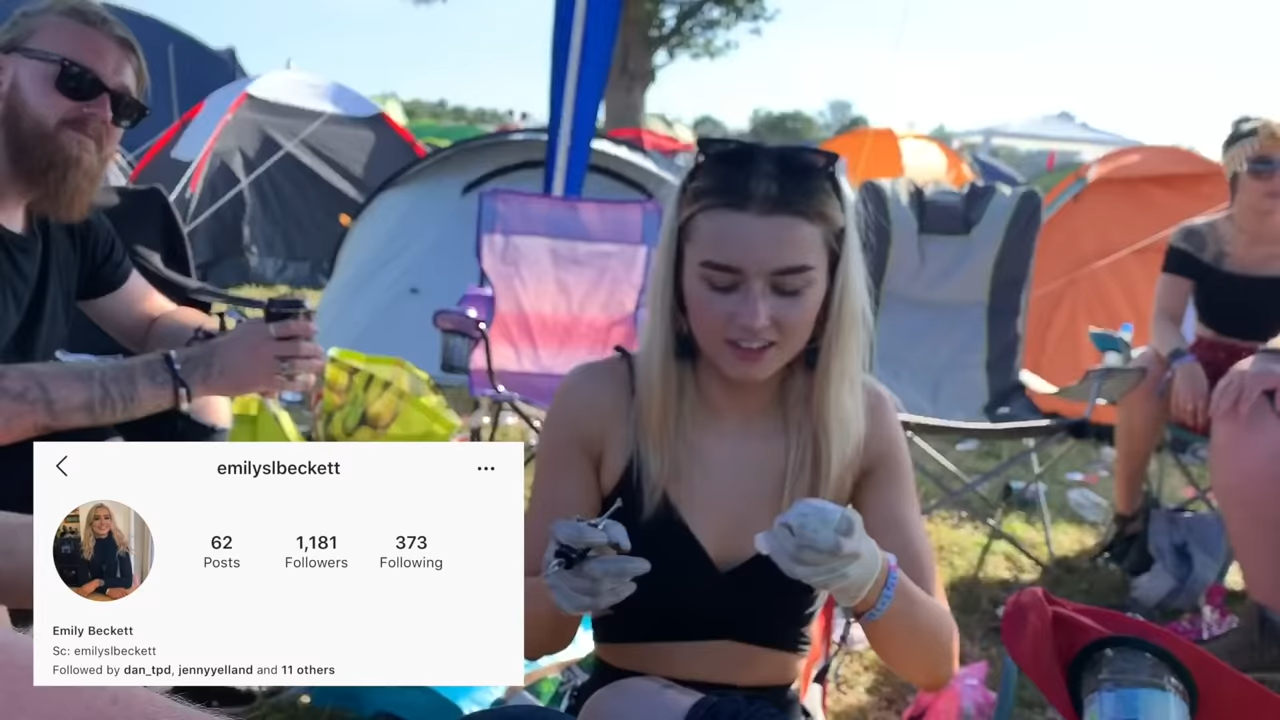 emilyslbeckett
62 1,181 373
Posts Followers Following
Emily Beckett
Sc: emilyslbeckett
Followed by dan_tpd, jennyyelland and 11 others